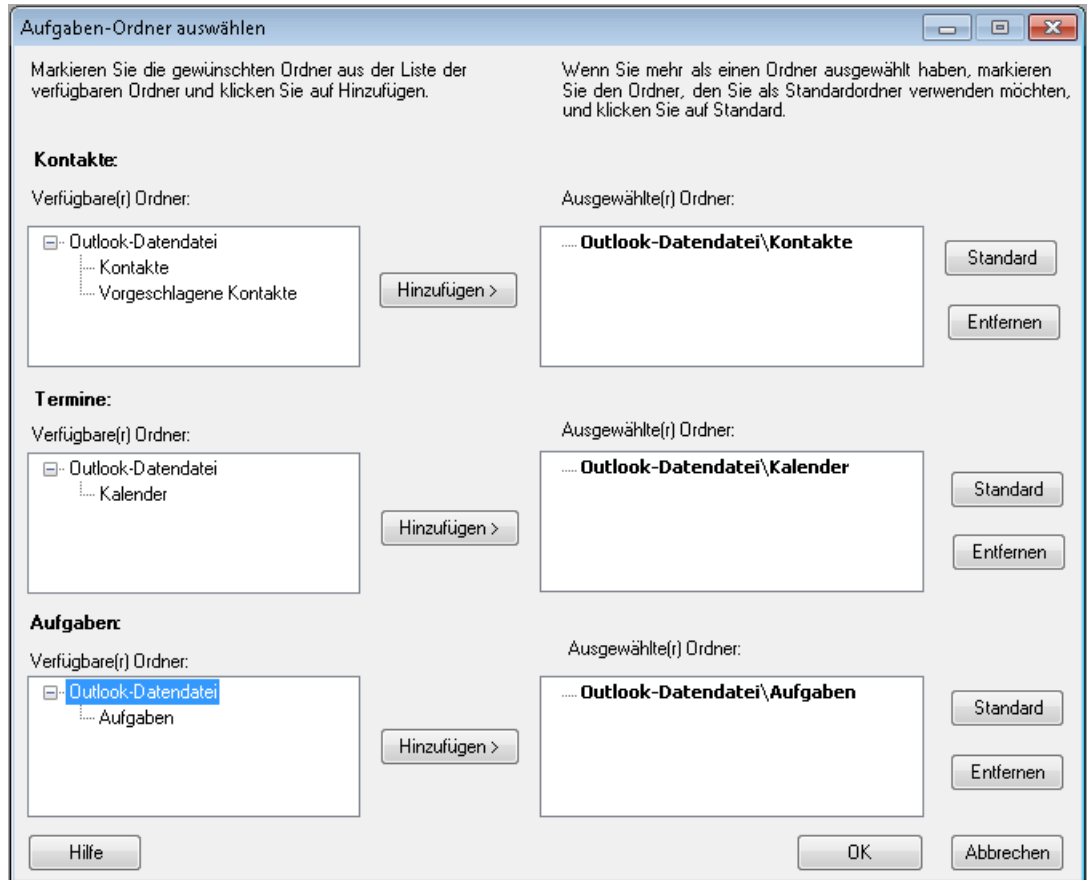 Aufgaben-Ordner auswählen
Markieren Sie die gewünschten Ordner aus der Liste der
verfügbaren Ordner und klicken Sie auf Hinzufügen.
Wenn Sie mehr als einen Ordner ausgewählt haben, markieren
Sie den Ordner, den Sie als Standardordner verwenden möchten,
und klicken Sie auf Standard.
Kontakte:
Verfügbare(r) Ordner:
Outlook-Datendatei
Kontakte
Vorgeschlagene Kontakte
Hinzufügen >
Ausgewählte(r) Ordner:
Outlook-Datendatei\Kontakte
Standard
Entfernen
Termine:
Verfügbare(r) Ordner:
Outlook-Datendatei
Kalender
Hinzufügen >
Ausgewählte(r) Ordner:
Outlook-Datendatei\Kalender
Standard
Entfernen
Aufgaben:
Verfügbare(r) Ordner:
Outlook-Datendatei
Aufgaben
Hinzufügen >
Ausgewählte(r) Ordner:
Outlook-Datendatei\Aufgaben
Standard
Entfernen
Hilfe
OK
Abbrechen